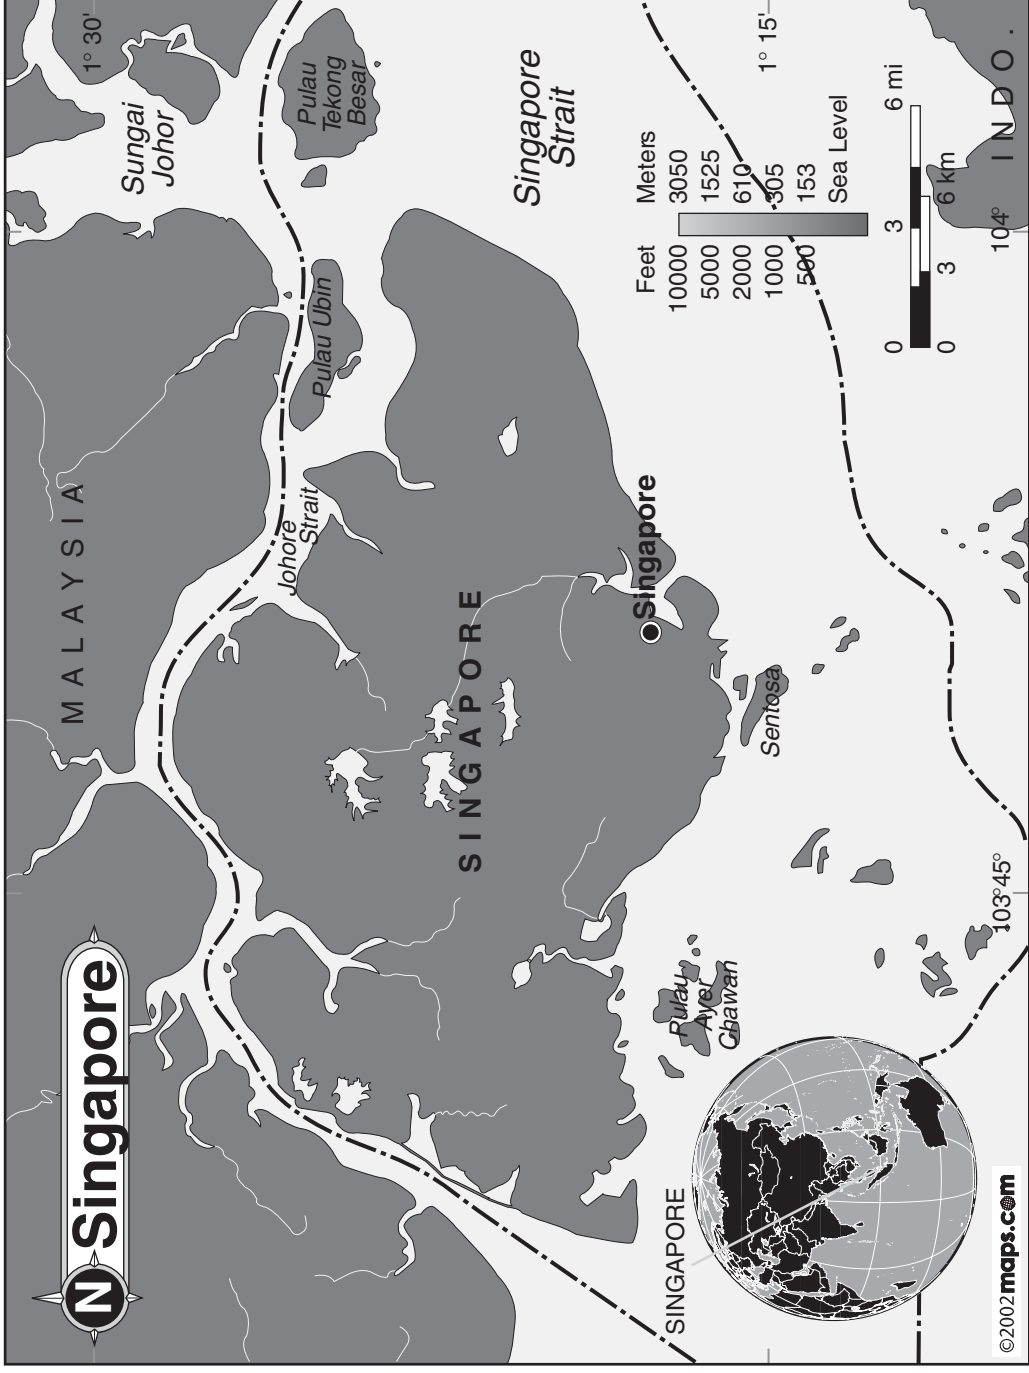 N
Singapore
1° 30'
Sungai
Johor
MALAYSIA
Pulau
Tekong
Besar
Pulau Ubin
Johore
Strait
SINGAPORE
Singapore
Strait
Singapore
Sentosa
Pulau
Ayer
Chawan
1° 15'
Feet
Meters
10000
3050
5000
1525
2000
610
1000
305
500
153
Sea Level
0
3
6 mi
0
3
6 km
SINGAPORE
103°45°
104°
INDO.
©2002maps.com